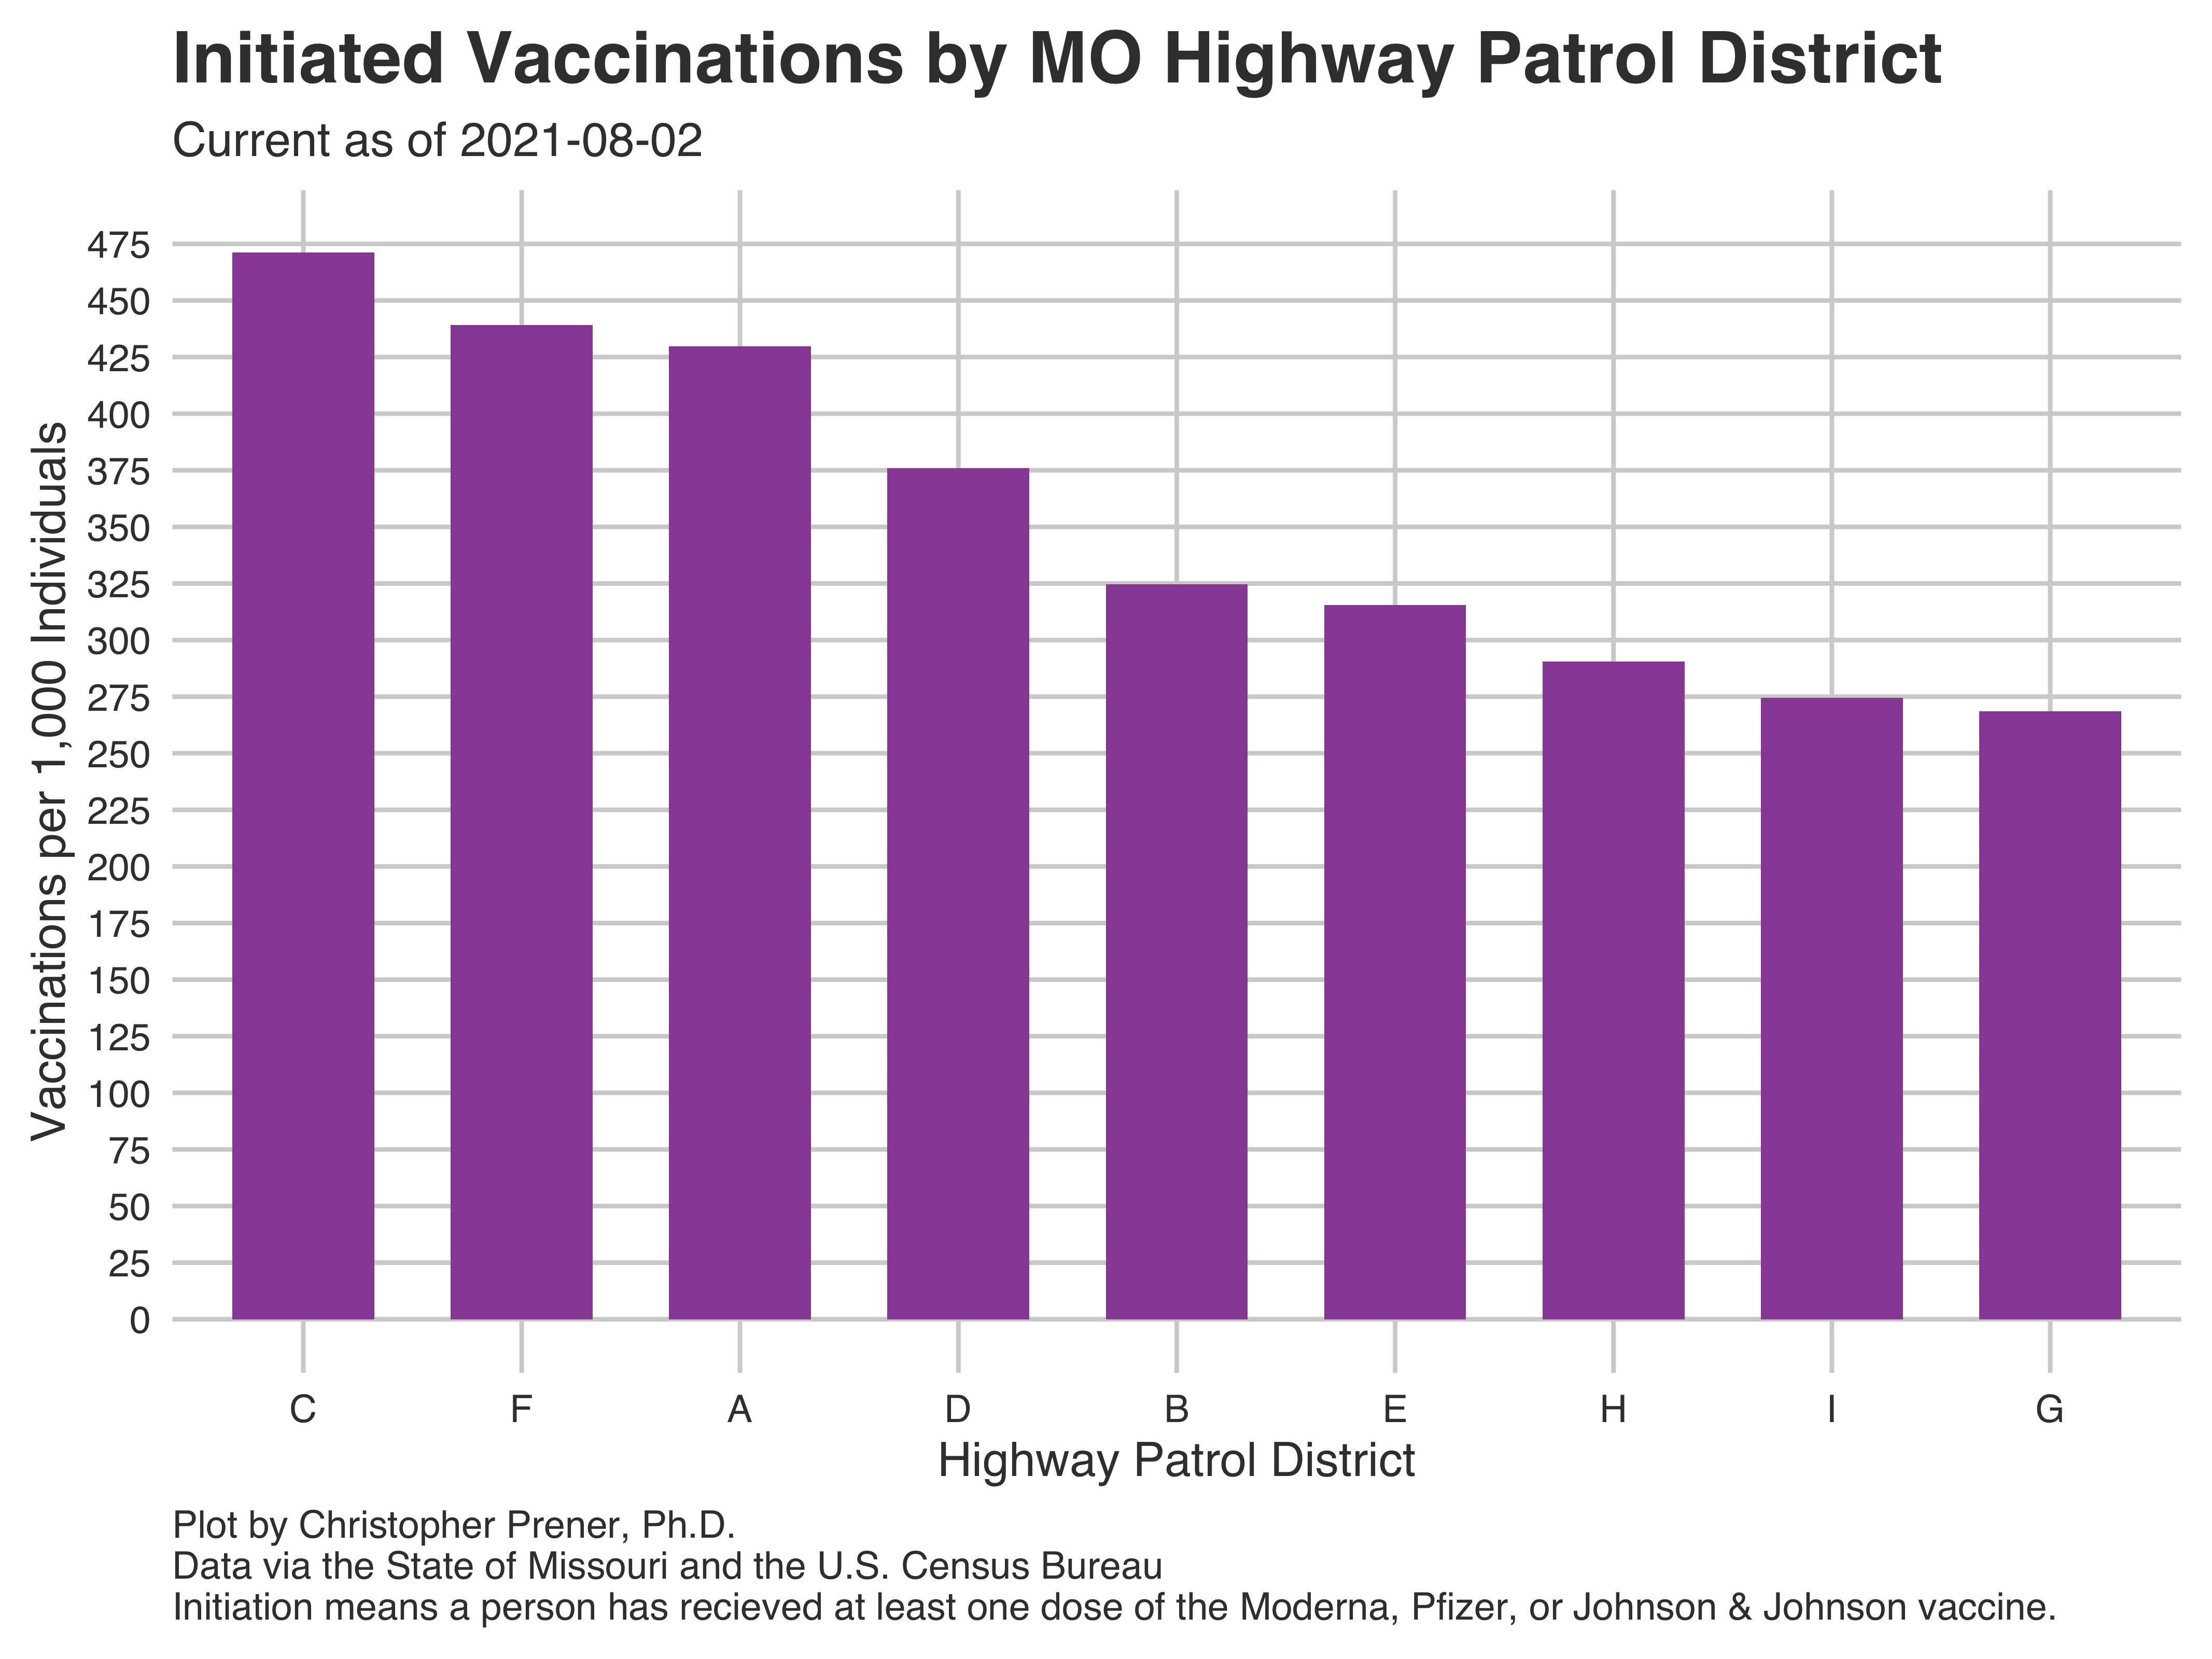 Initiated Vaccinations by MO Highway Patrol District
Current as of 2021-08-02
Vaccinations per 1,000 Individuals
475
450
425
400
375
350
325
300
275
250
225
200
175
150
125
100
75
50
25
0
C F A D B E H I G
Highway Patrol District
Plot by Christopher Prener, Ph.D.
Data via the State of Missouri and the U.S. Census Bureau
Initiation means a person has recieved at least one dose of the Moderna, Pfizer, or Johnson & Johnson vaccine.